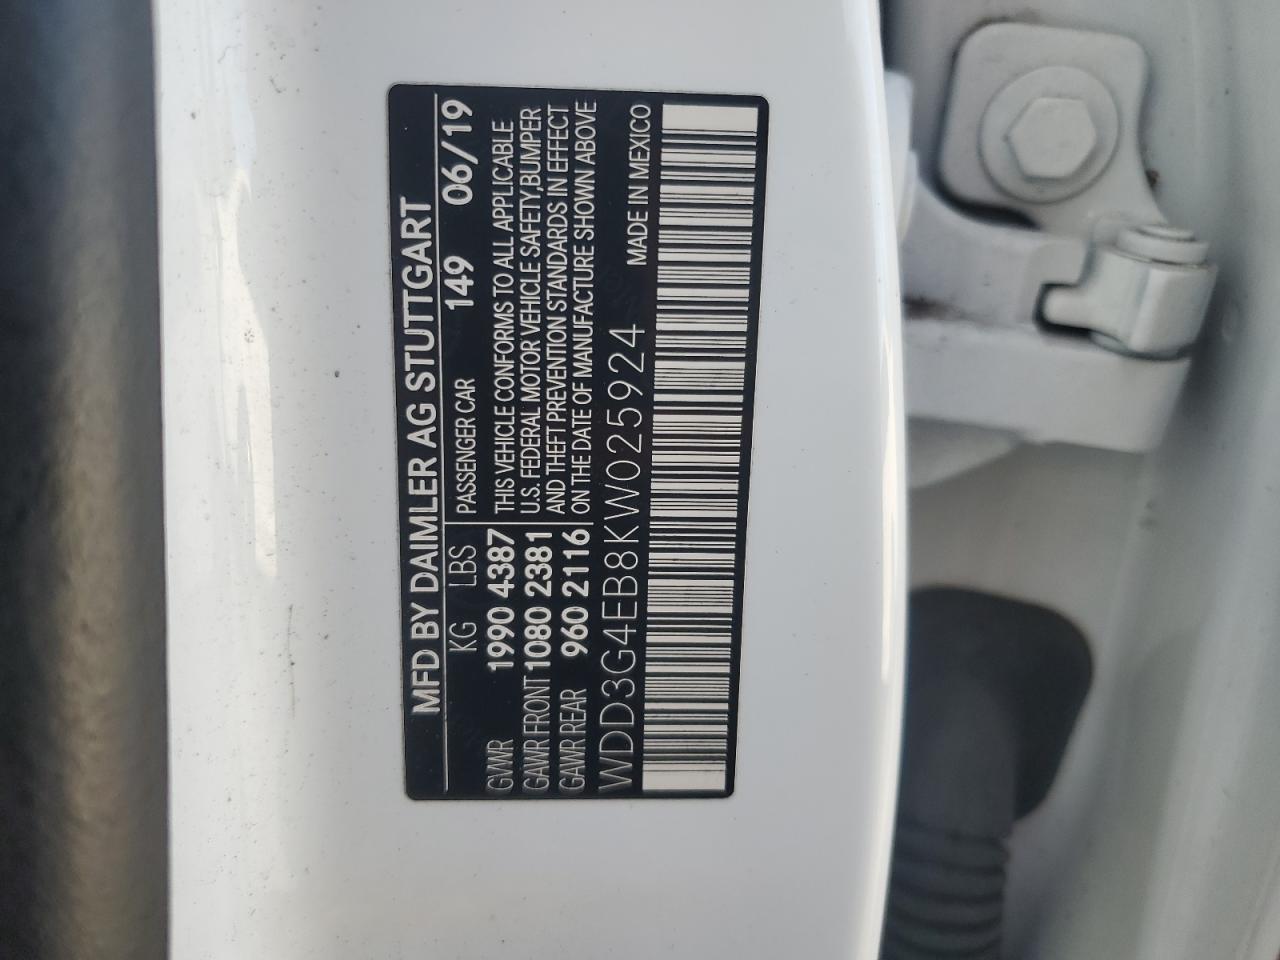 MFD BY DAIMLER AG STUTTGART
KG LBS PASSENGER CAR 149 06/19
GVWR 1990 4387 THIS VEHICLE CONFORMS TO ALL APPLICABLE
GAWR FRONT 1080 2381 U.S. FEDERAL MOTOR VEHICLE SAFETY,BUMPER
AND THEFT PREVENTION STANDARDS IN EFFECT
GAWR REAR 960 2116 ON THE DATE OF MANUFACTURE SHOWN ABOVE
WDD3G4EB8KW025924 MADE IN MEXICO